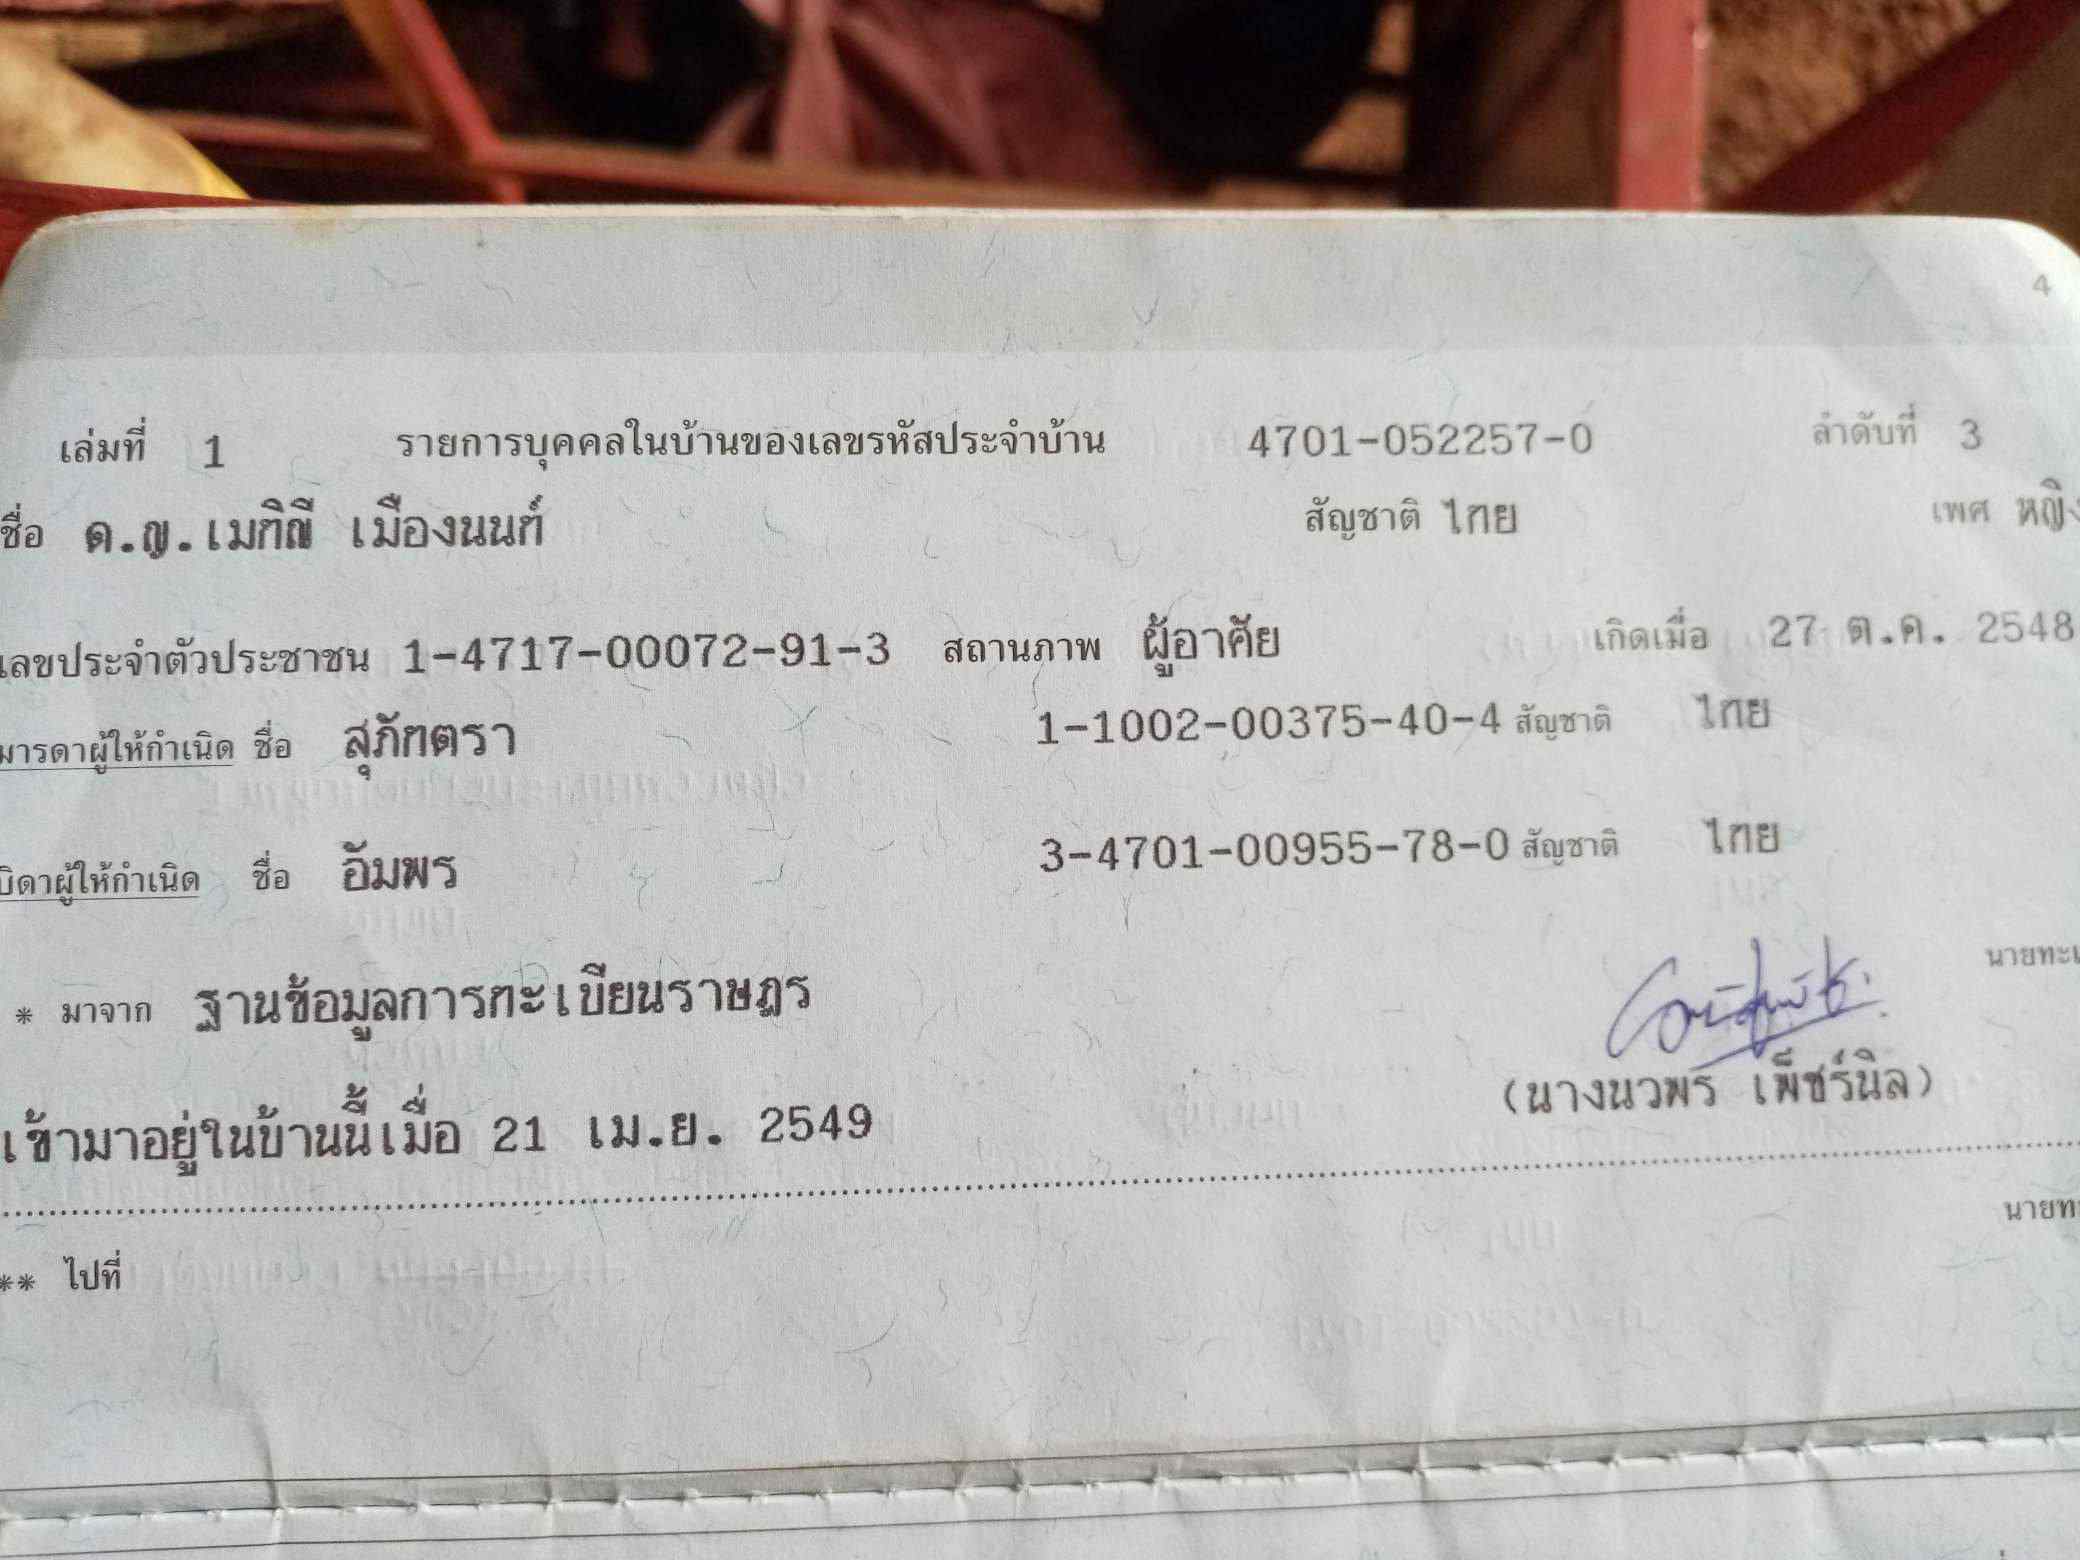 4
เล่มที่ 1 รายการบุคคลในบ้านของเลขรหัสประจำบ้าน 4701-052257-0 ลำดับที่ 3
ชื่อ ด.ญ.เมทิณี เมืองนนท์ สัญชาติ ไทย เพศ หญิง
เลขประจำตัวประชาชน 1-4717-00072-91-3 สถานภาพ ผู้อาศัย เกิดเมื่อ 27 ต.ค. 2548
มารดาผู้ให้กำเนิด ชื่อ สุภัทตรา 1-1002-00375-40-4 สัญชาติ ไทย
บิดาผู้ให้กำเนิด ชื่อ อัมพร 3-4701-00955-78-0 สัญชาติ ไทย
* มาจาก ฐานข้อมูลการทะเบียนราษฎร นายทะเ
(นางนวพร เพ็ชร์นิล)
เข้ามาอยู่ในบ้านนี้เมื่อ 21 เม.ย. 2549
นายท
** ไปที่